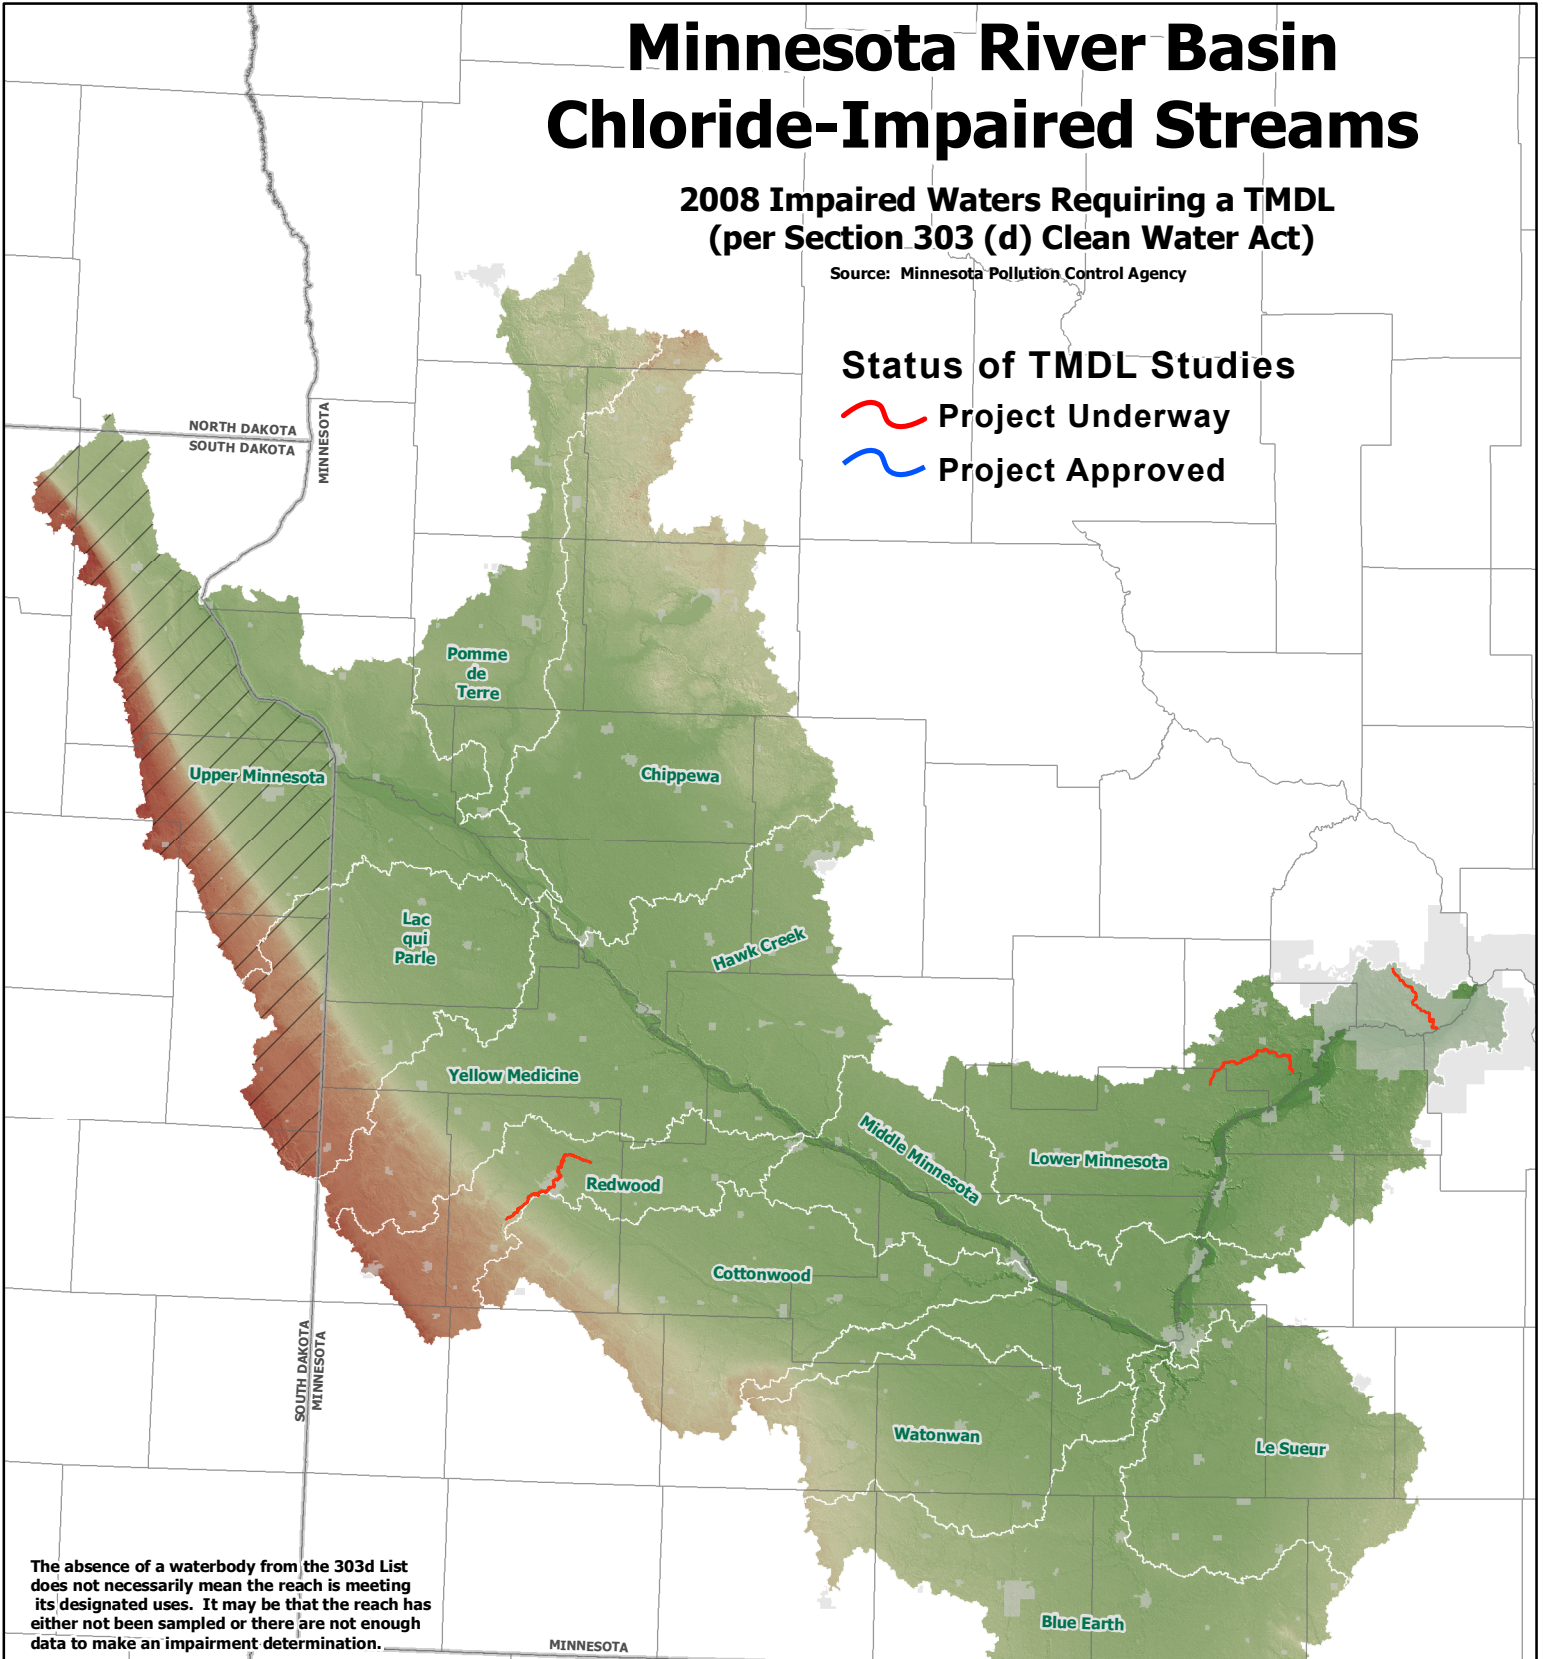 Minnesota River Basin
Chloride-Impaired Streams
2008 Impaired Waters Requiring a TMDL
(per Section 303 (d) Clean Water Act)
Source: Minnesota Pollution Control Agency
Status of TMDL Studies
Project Underway
Project Approved
NORTH DAKOTA
SOUTH DAKOTA
MINNESOTA
Pomme
de
Terre
Upper Minnesota
Chippewa
Lac
qui
Parle
Hawk Creek
Yellow Medicine
Middle Minnesota
Lower Minnesota
Redwood
Cottonwood
SOUTH DAKOTA
MINNESOTA
Watonwan
Le Sueur
Blue Earth
The absence of a waterbody from the 303d List
does not necessarily mean the reach is meeting
its designated uses. It may be that the reach has
either not been sampled or there are not enough
data to make an impairment determination.
MINNESOTA